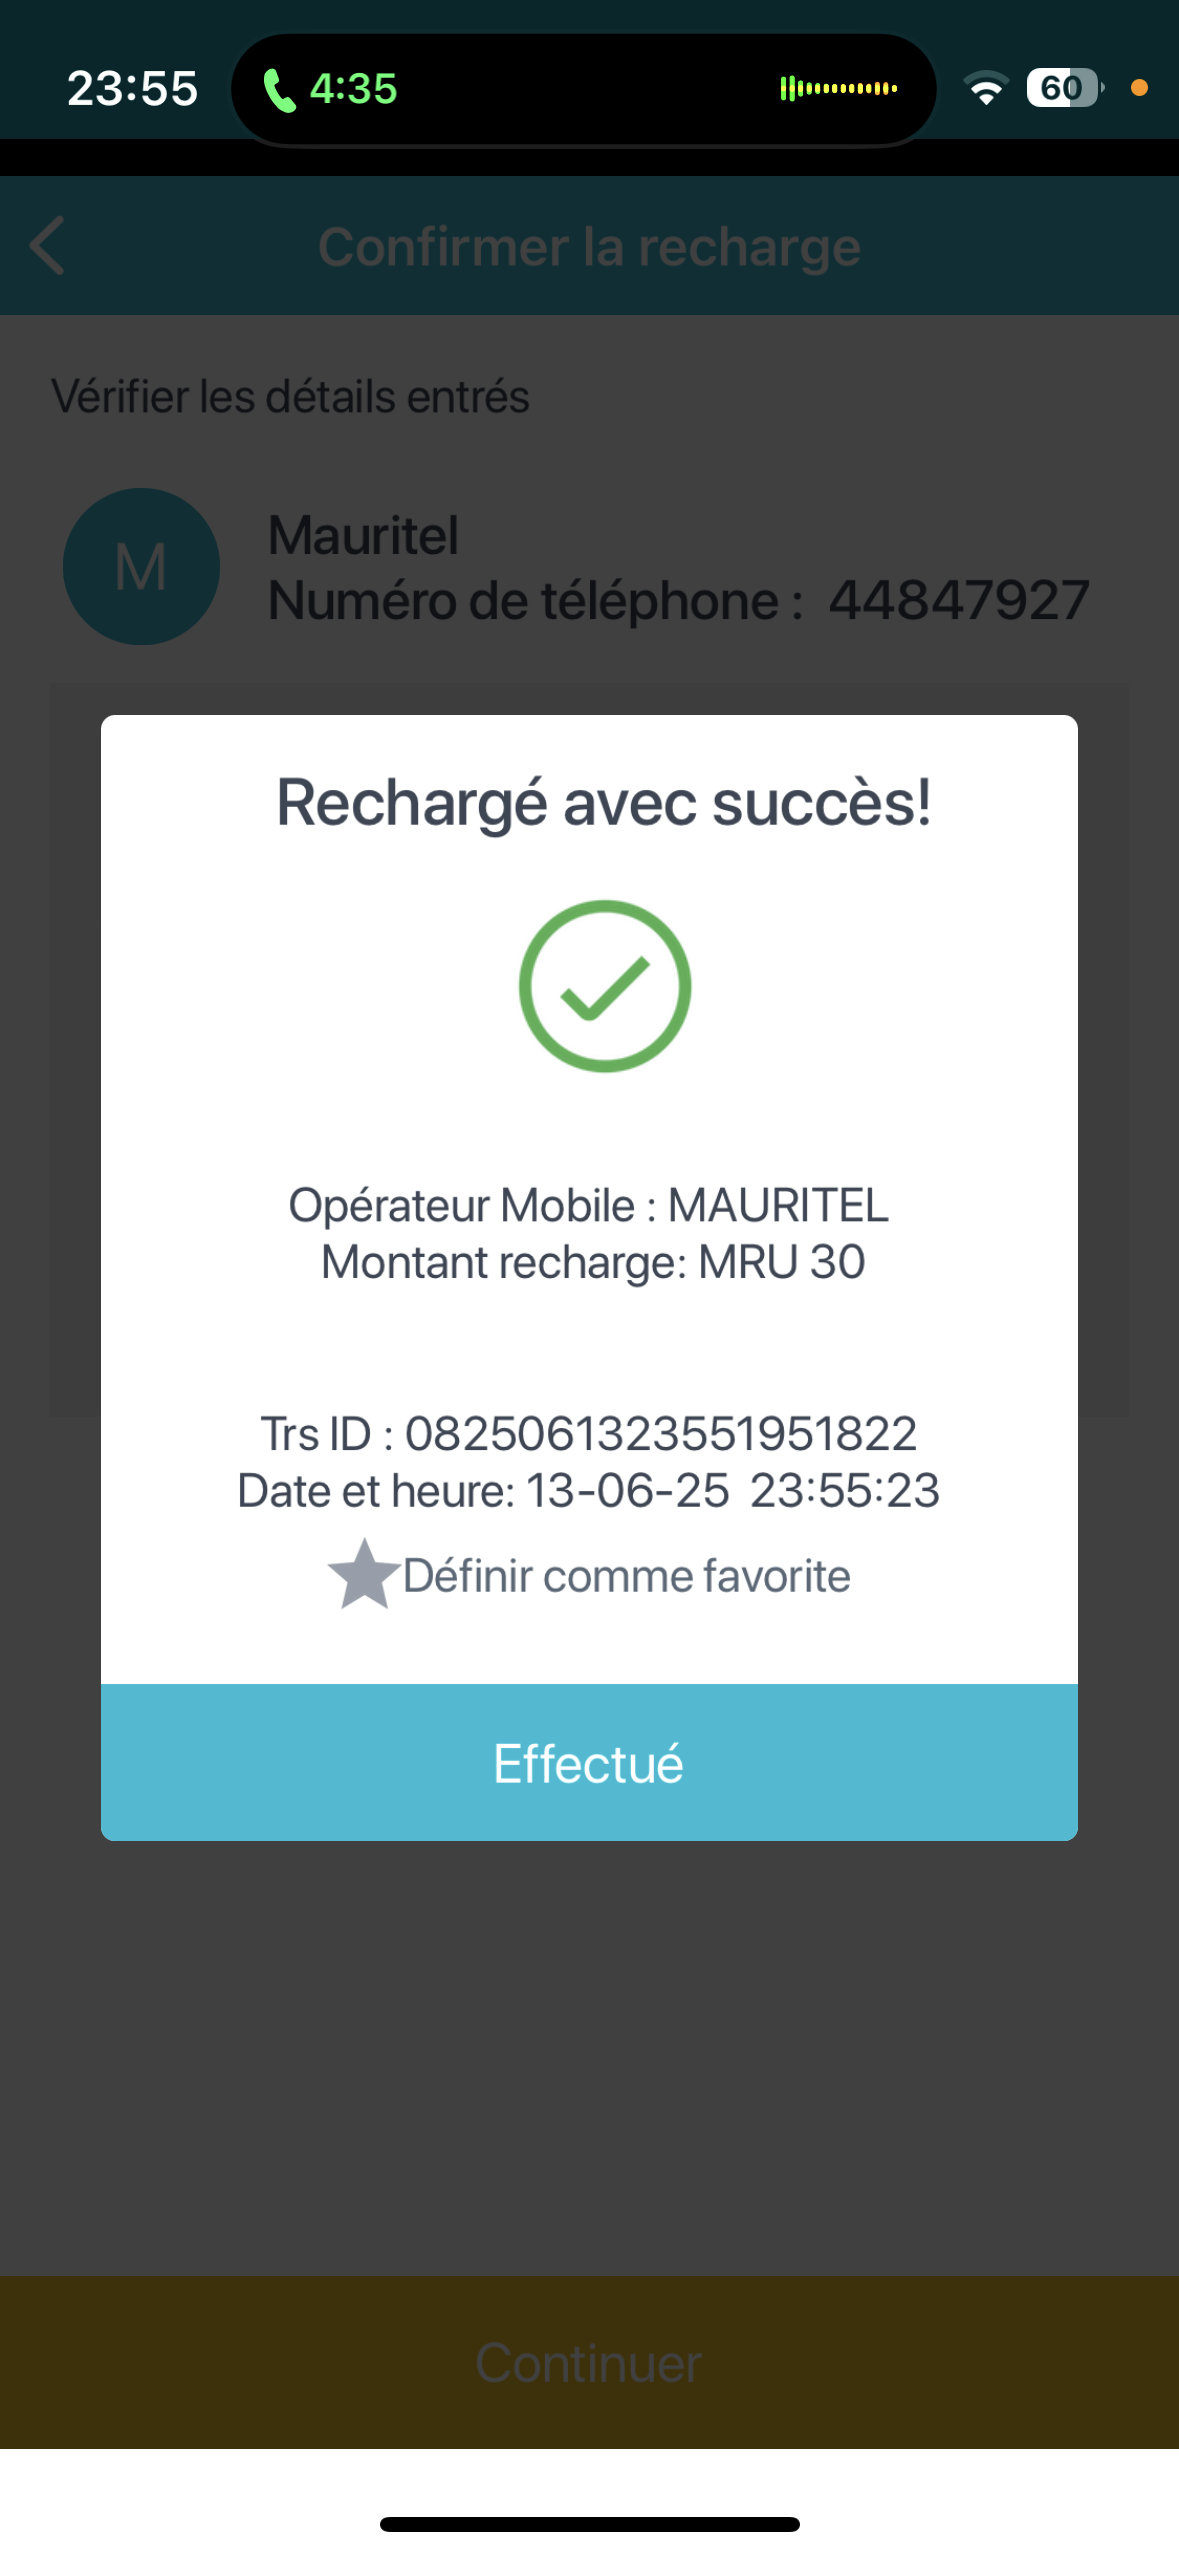 23:55
4:35
60
Confirmer la recharge
Vérifier les détails entrés
M
Mauritel
Numéro de téléphone : 44847927
Rechargé avec succès!
Opérateur Mobile : MAURITEL
Montant recharge: MRU 30
Trs ID : 0825061323551951822
Date et heure: 13-06-25 23:55:23
Définir comme favorite
Effectué
Continuer